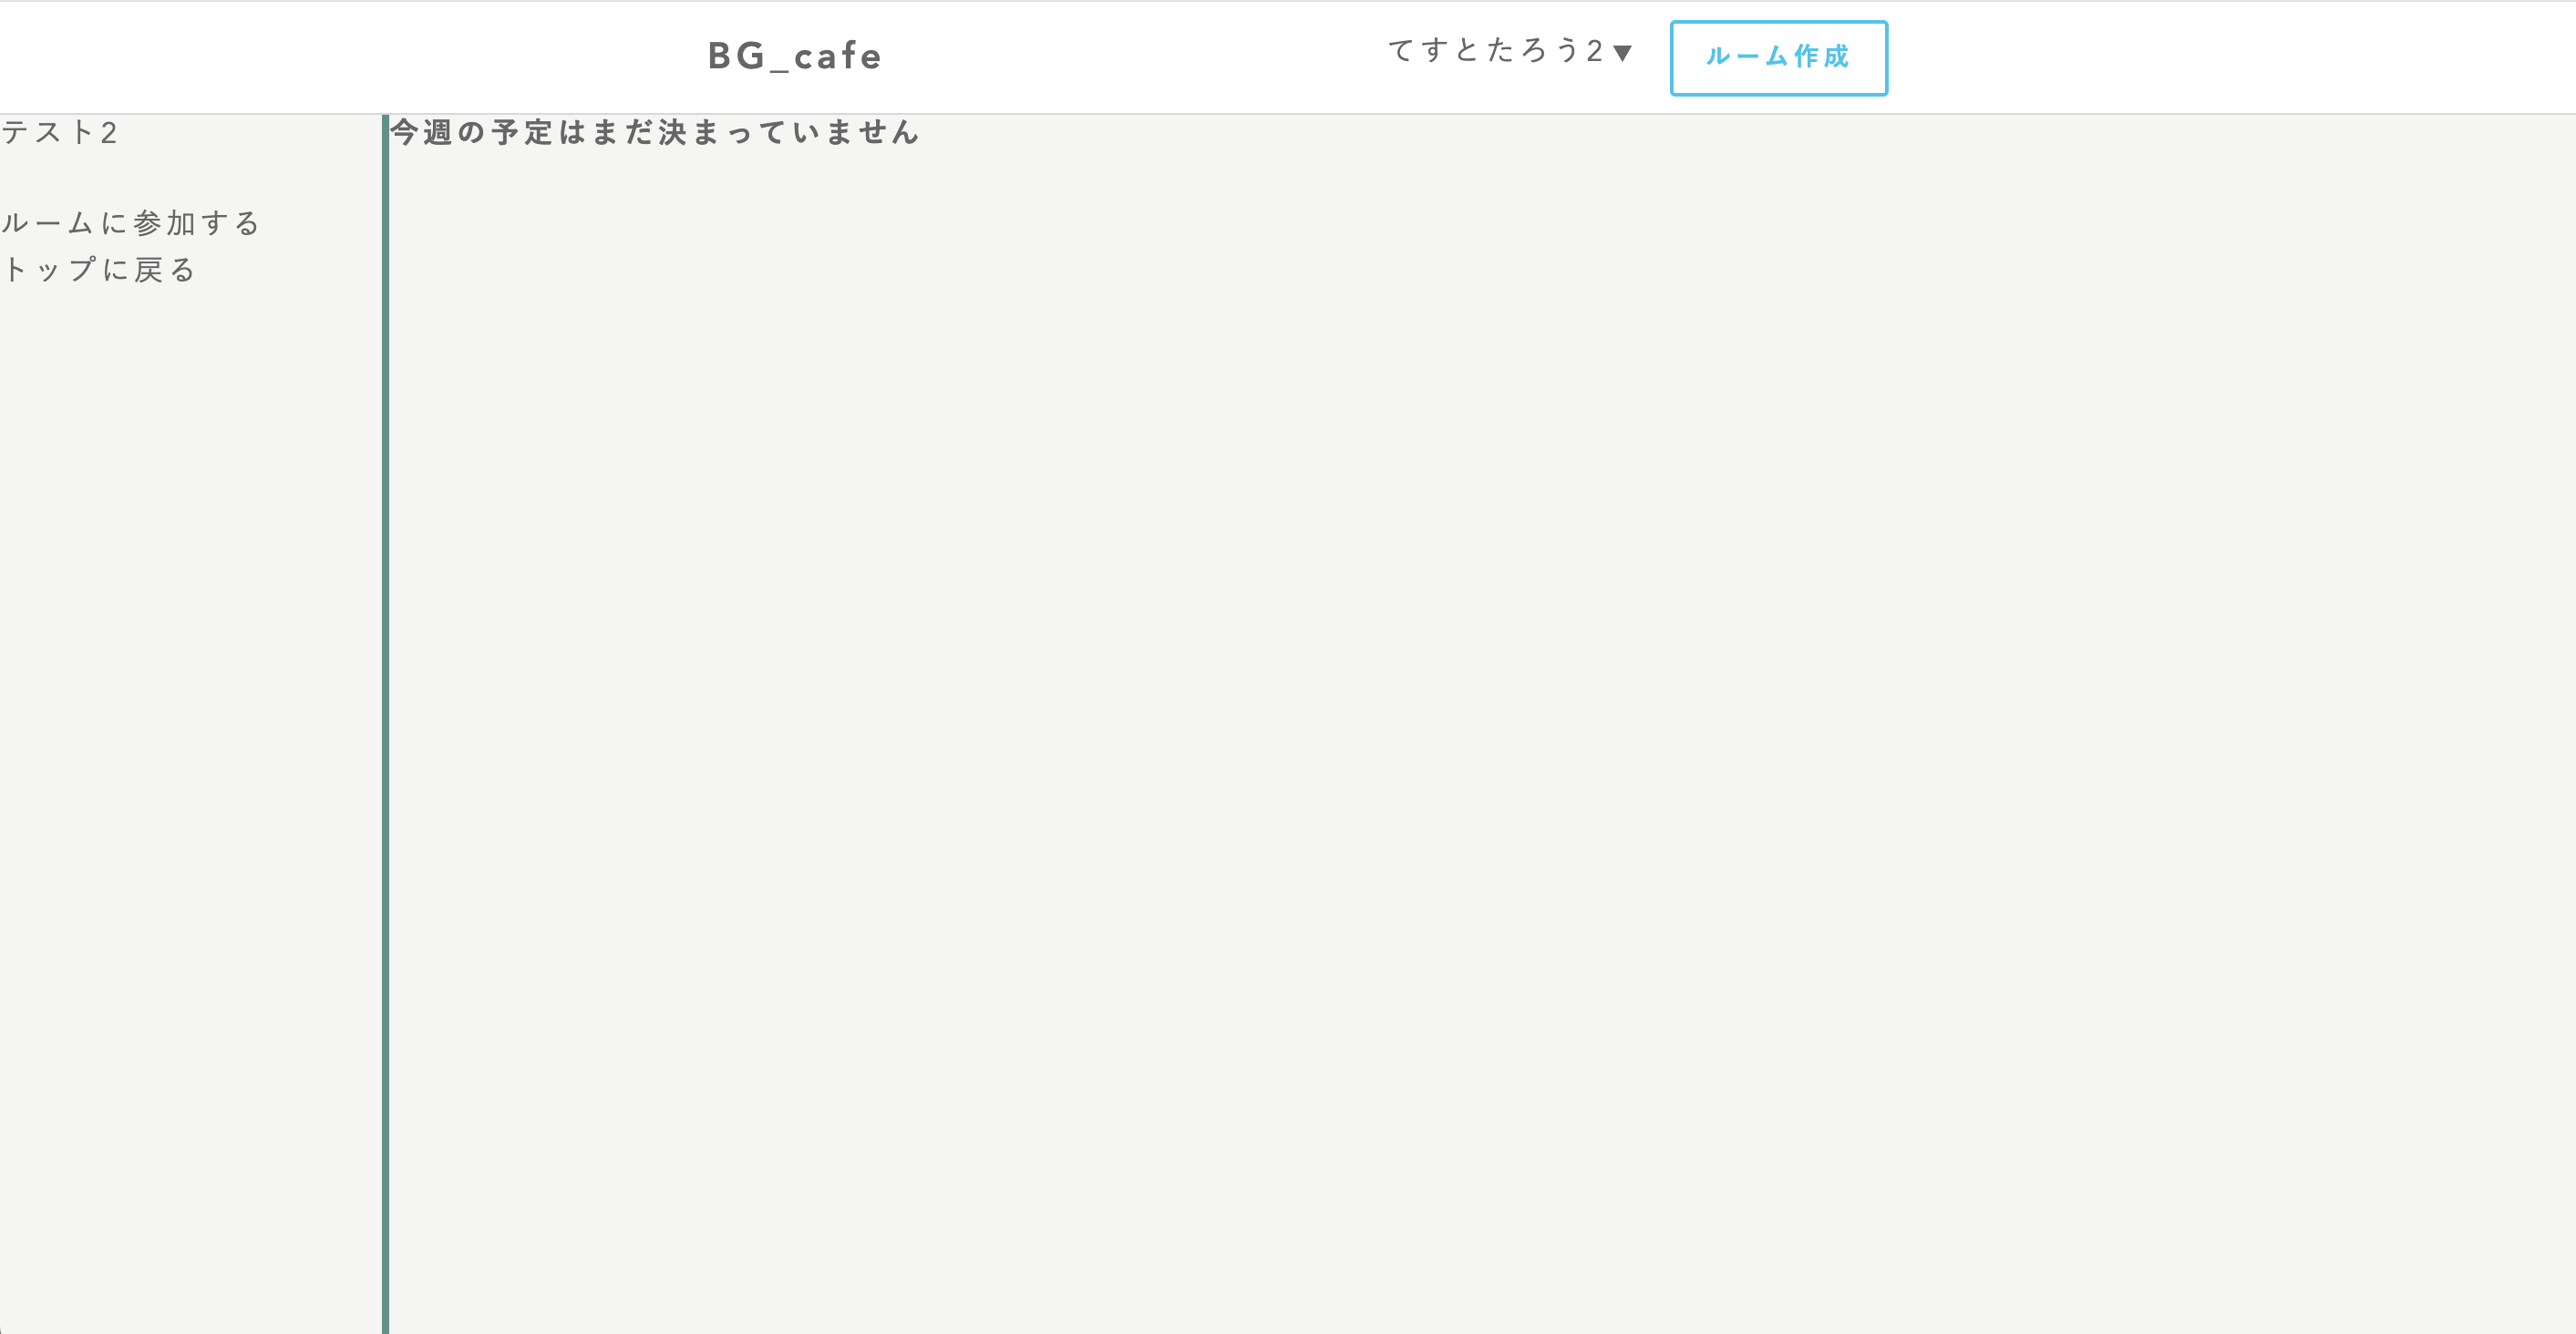 BG_cafe
てすとたろう2 ▼
ルーム作成
テスト2
今週の予定はまだ決まっていません
ルームに参加する
トップに戻る